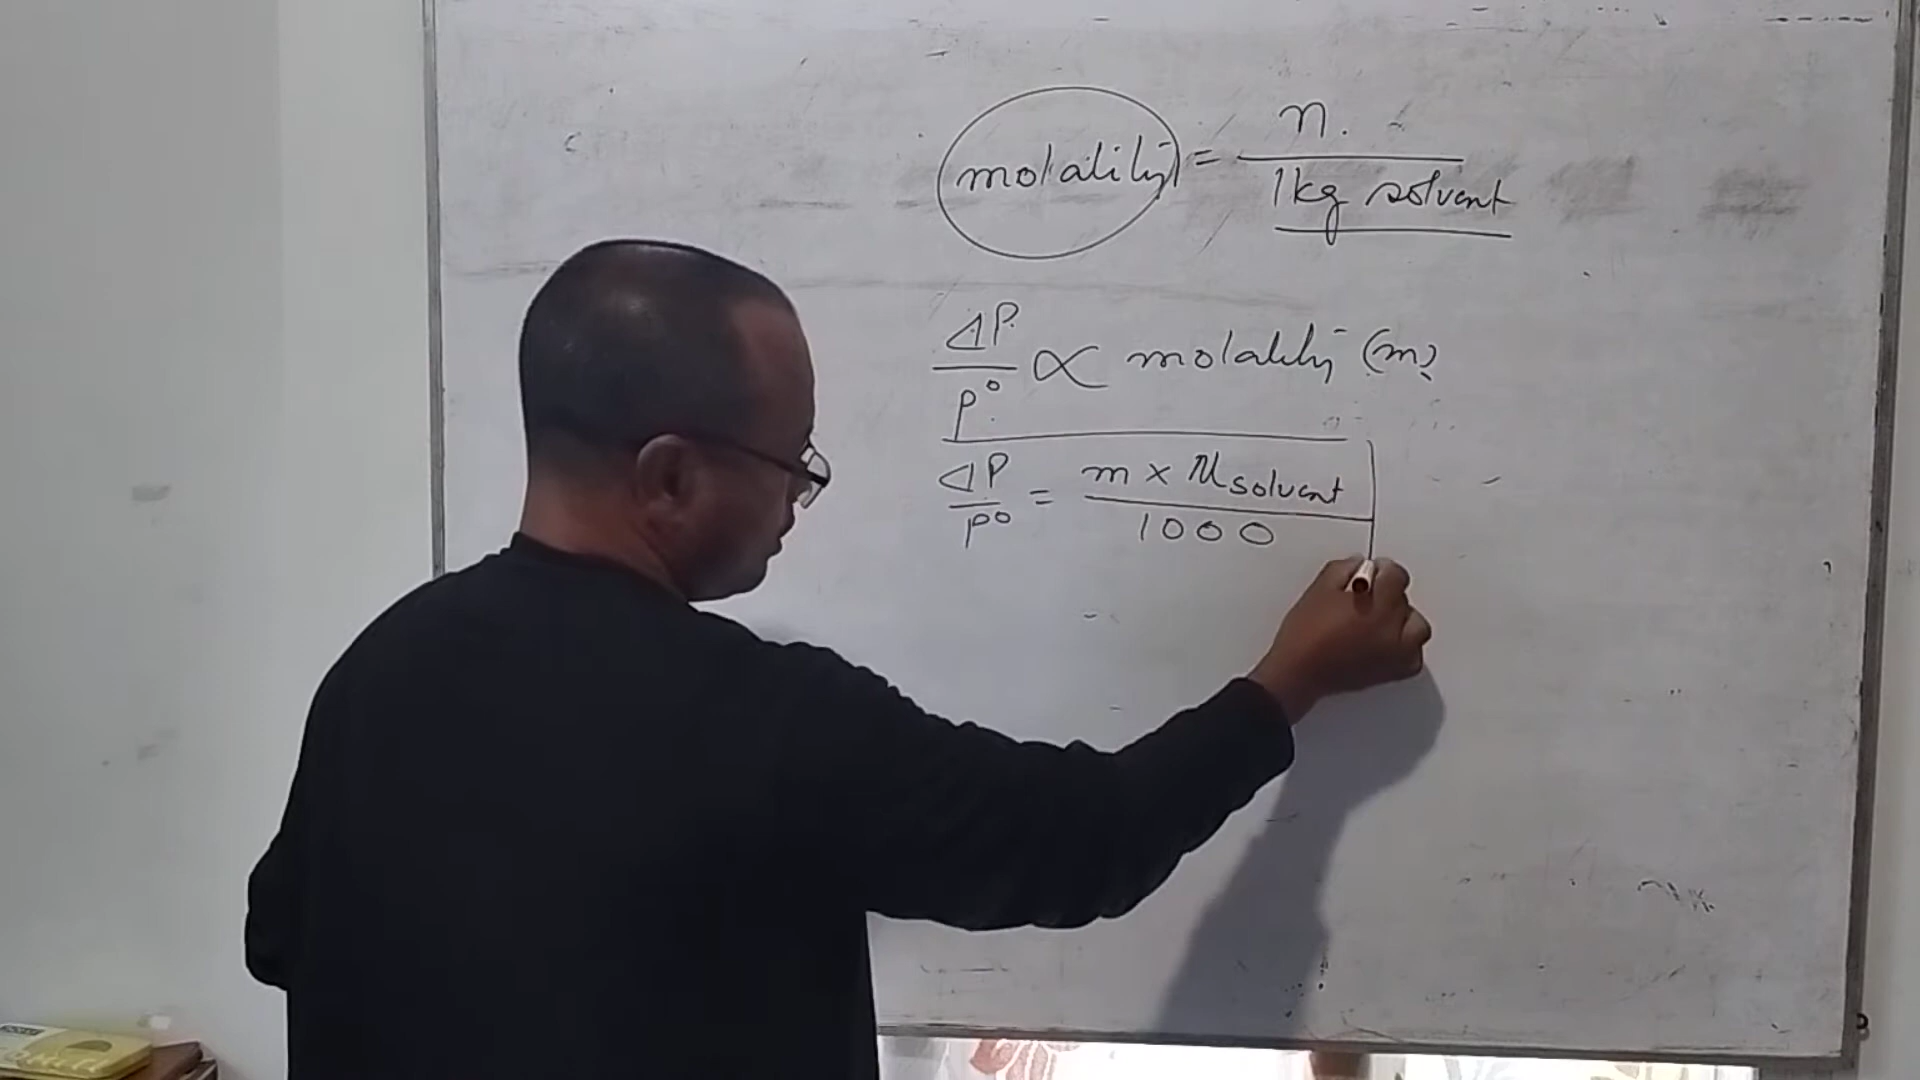 molality = n.
1kg solvent
ΔP.
P° ∝ molality (m)
ΔP
P° = m × Msolvent
1000